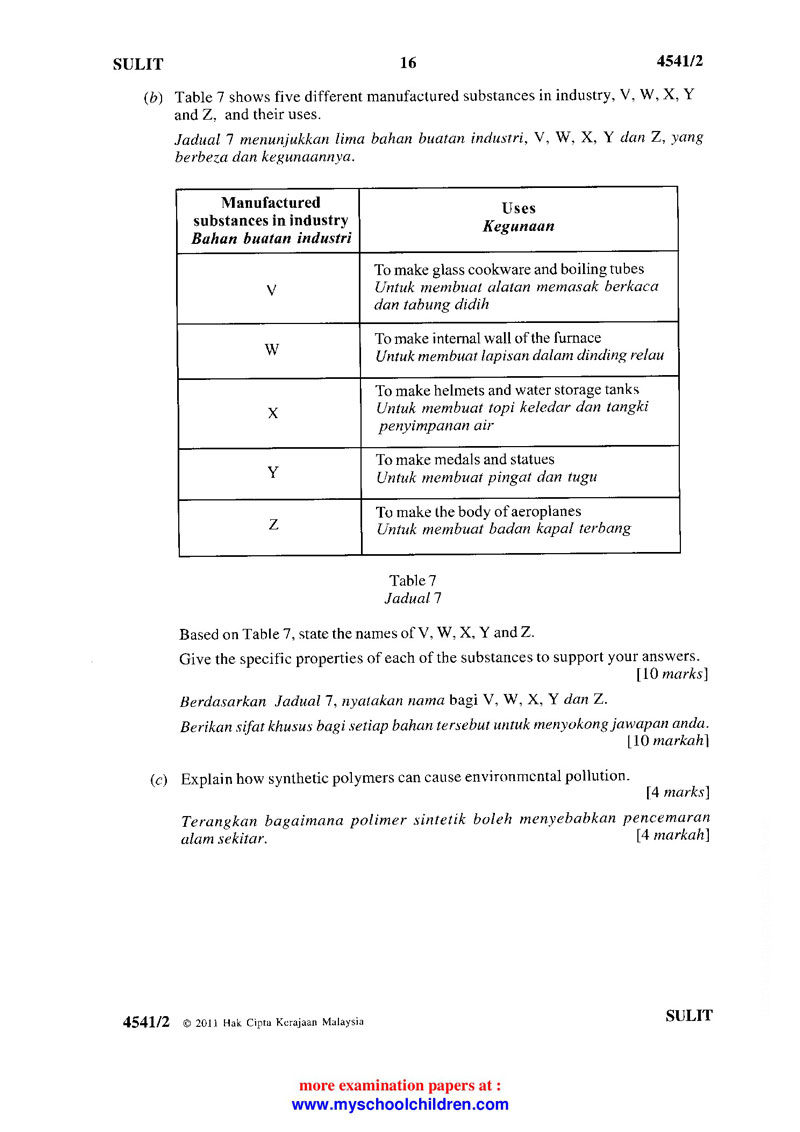 SULIT 16 4541/2
(b) Table 7 shows five different manufactured substances in industry, V, W, X, Y
and Z, and their uses.
Jadual 7 menunjukkan lima bahan buatan industri, V, W, X, Y dan Z, yang
berbeza dan kegunaannya.
Manufactured
substances in industry
Bahan buatan industri
Uses
Kegunaan
V
To make glass cookware and boiling tubes
Untuk membuat alatan memasak berkaca
dan tabung didih
W
To make internal wall of the furnace
Untuk membuat lapisan dalam dinding relau
X
To make helmets and water storage tanks
Untuk membuat topi keledar dan tangki
penyimpanan air
Y
To make medals and statues
Untuk membuat pingat dan tugu
Z
To make the body of aeroplanes
Untuk membuat badan kapal terbang
Table 7
Jadual 7
Based on Table 7, state the names of V, W, X, Y and Z.
Give the specific properties of each of the substances to support your answers.
[10 marks]
Berdasarkan Jadual 7, nyatakan nama bagi V, W, X, Y dan Z.
Berikan sifat khusus bagi setiap bahan tersebut untuk menyokong jawapan anda.
[10 markah]
(c) Explain how synthetic polymers can cause environmental pollution.
[4 marks]
Terangkan bagaimana polimer sintetik boleh menyebabkan pencemaran
alam sekitar. [4 markah]
4541/2 © 2011 Hak Cipta Kerajaan Malaysia SULIT
more examination papers at :
www.myschoolchildren.com